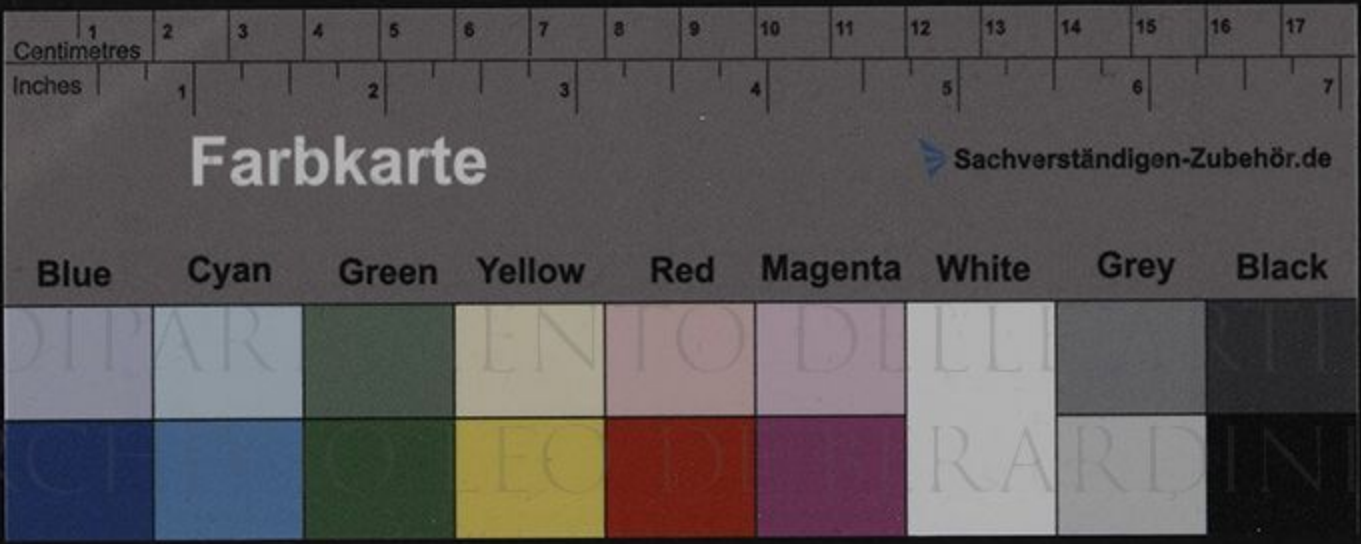 1 2 3 4 5 6 7 8 9 10 11 12 13 14 15 16 17
Centimetres
Inches 1 2 3 4 5 6 7
Farbkarte
Sachverständigen-Zubehör.de
Blue Cyan Green Yellow Red Magenta White Grey Black